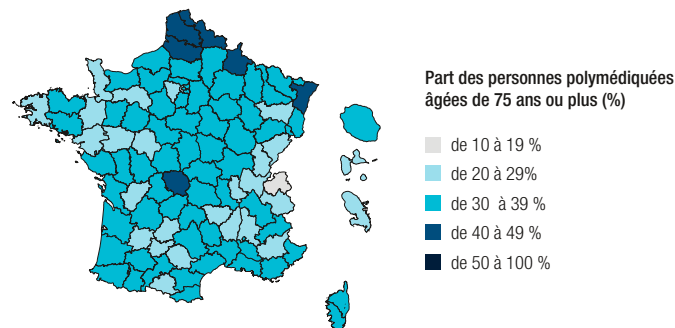 Part des personnes polymédiquées
âgées de 75 ans ou plus (%)
de 10 à 19 %
de 20 à 29%
de 30 à 39 %
de 40 à 49 %
de 50 à 100 %